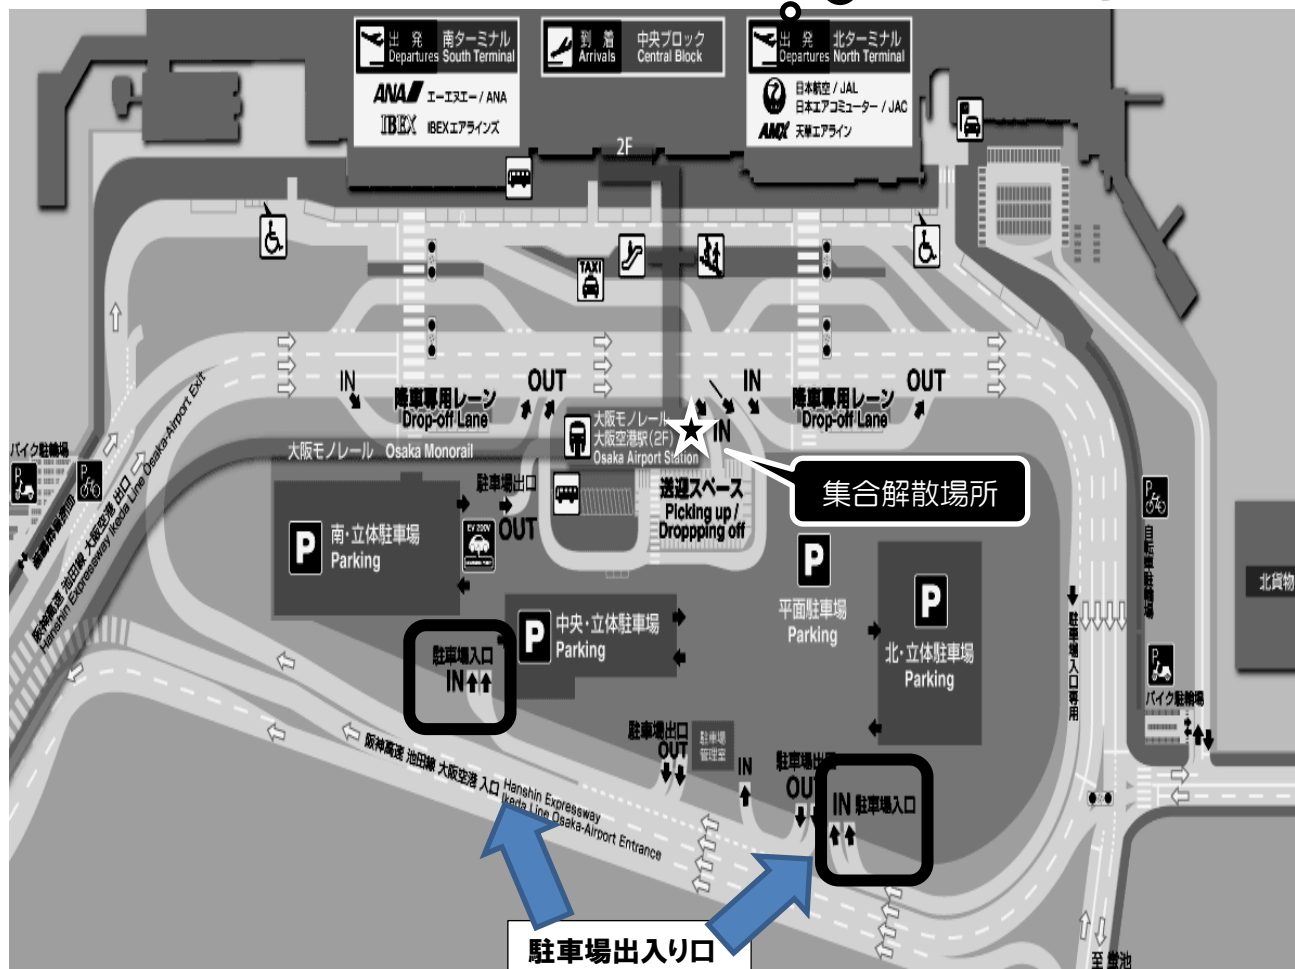 出 発 南ターミナル
Departures South Terminal
ANA エーエヌエー / ANA
IBEX IBEXエアラインズ
到 着 中央ブロック
Arrivals Central Block
出 発 北ターミナル
Departures North Terminal
日本航空 / JAL
日本エアコミューター / JAC
AMX 天草エアライン
2F
TAXI
IN
降車専用レーン
Drop-off Lane
OUT
IN
降車専用レーン
Drop-off Lane
OUT
大阪モノレール
大阪空港駅(2F)
Osaka Airport Station
IN
大阪モノレール Osaka Monorail
集合解散場所
送迎スペース
Picking up /
Droppping off
駐車場出口
OUT
EV 200V
P
南・立体駐車場
Parking
P
中央・立体駐車場
Parking
P
平面駐車場
Parking
P
北・立体駐車場
Parking
バイク駐輪場
阪神高速 池田線 大阪空港 出口
Hanshin Expressway Ikeda Line Osaka-Airport Exit
自転車駐輪場
北貨物
駐車場入口専用
P
バイク駐輪場
駐車場入口
IN
駐車場出口
OUT
駐車場
管理室
IN
駐車場出口
OUT
IN 駐車場入口
阪神高速 池田線 大阪空港 入口
Hanshin Expressway
Ikeda Line Osaka-Airport Entrance
駐車場出入り口
至 蛍池